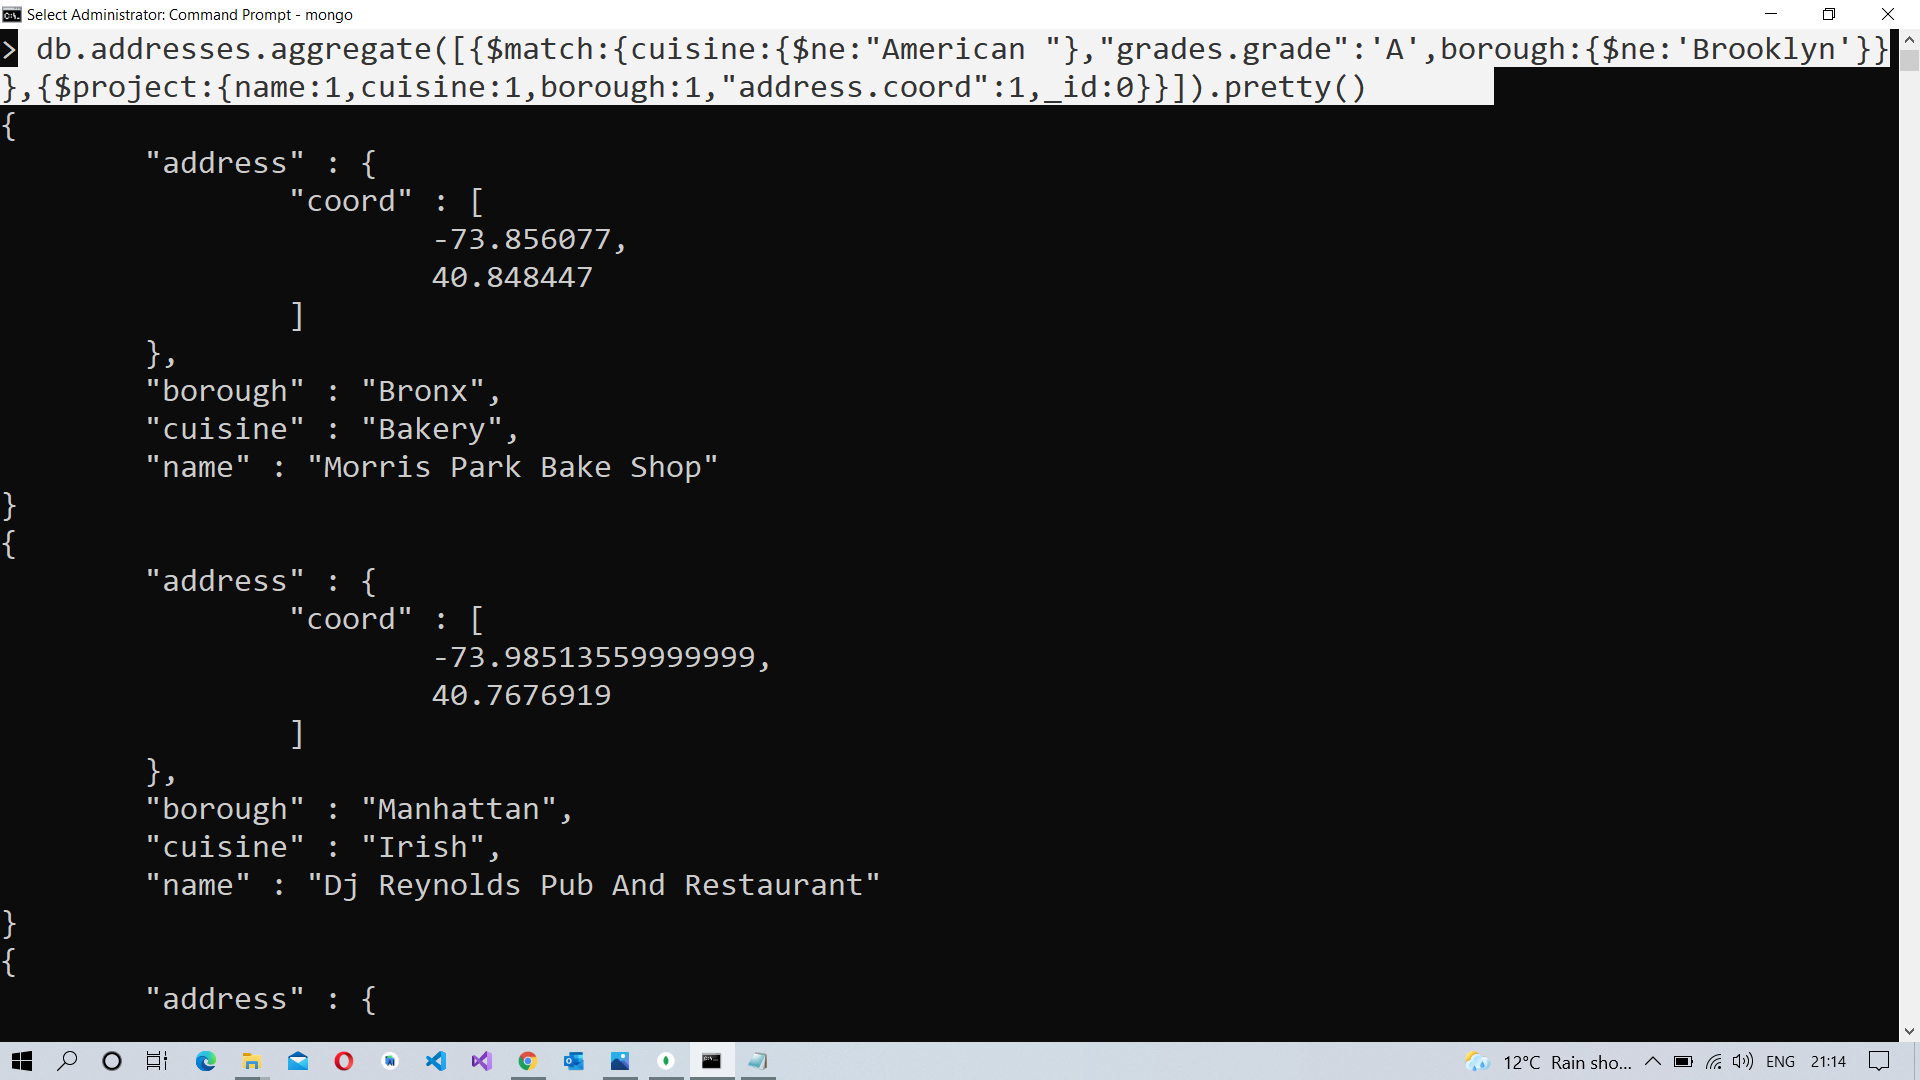 Select Administrator: Command Prompt - mongo
> db.addresses.aggregate([{$match:{cuisine:{$ne:"American "},"grades.grade":'A',borough:{$ne:'Brooklyn'}}
},{$project:{name:1,cuisine:1,borough:1,"address.coord":1,_id:0}}]).pretty()
{
"address" : {
"coord" : [
-73.856077,
40.848447
]
},
"borough" : "Bronx",
"cuisine" : "Bakery",
"name" : "Morris Park Bake Shop"
}
{
"address" : {
"coord" : [
-73.98513559999999,
40.7676919
]
},
"borough" : "Manhattan",
"cuisine" : "Irish",
"name" : "Dj Reynolds Pub And Restaurant"
}
{
"address" : {
12°C Rain sho... ENG 21:14